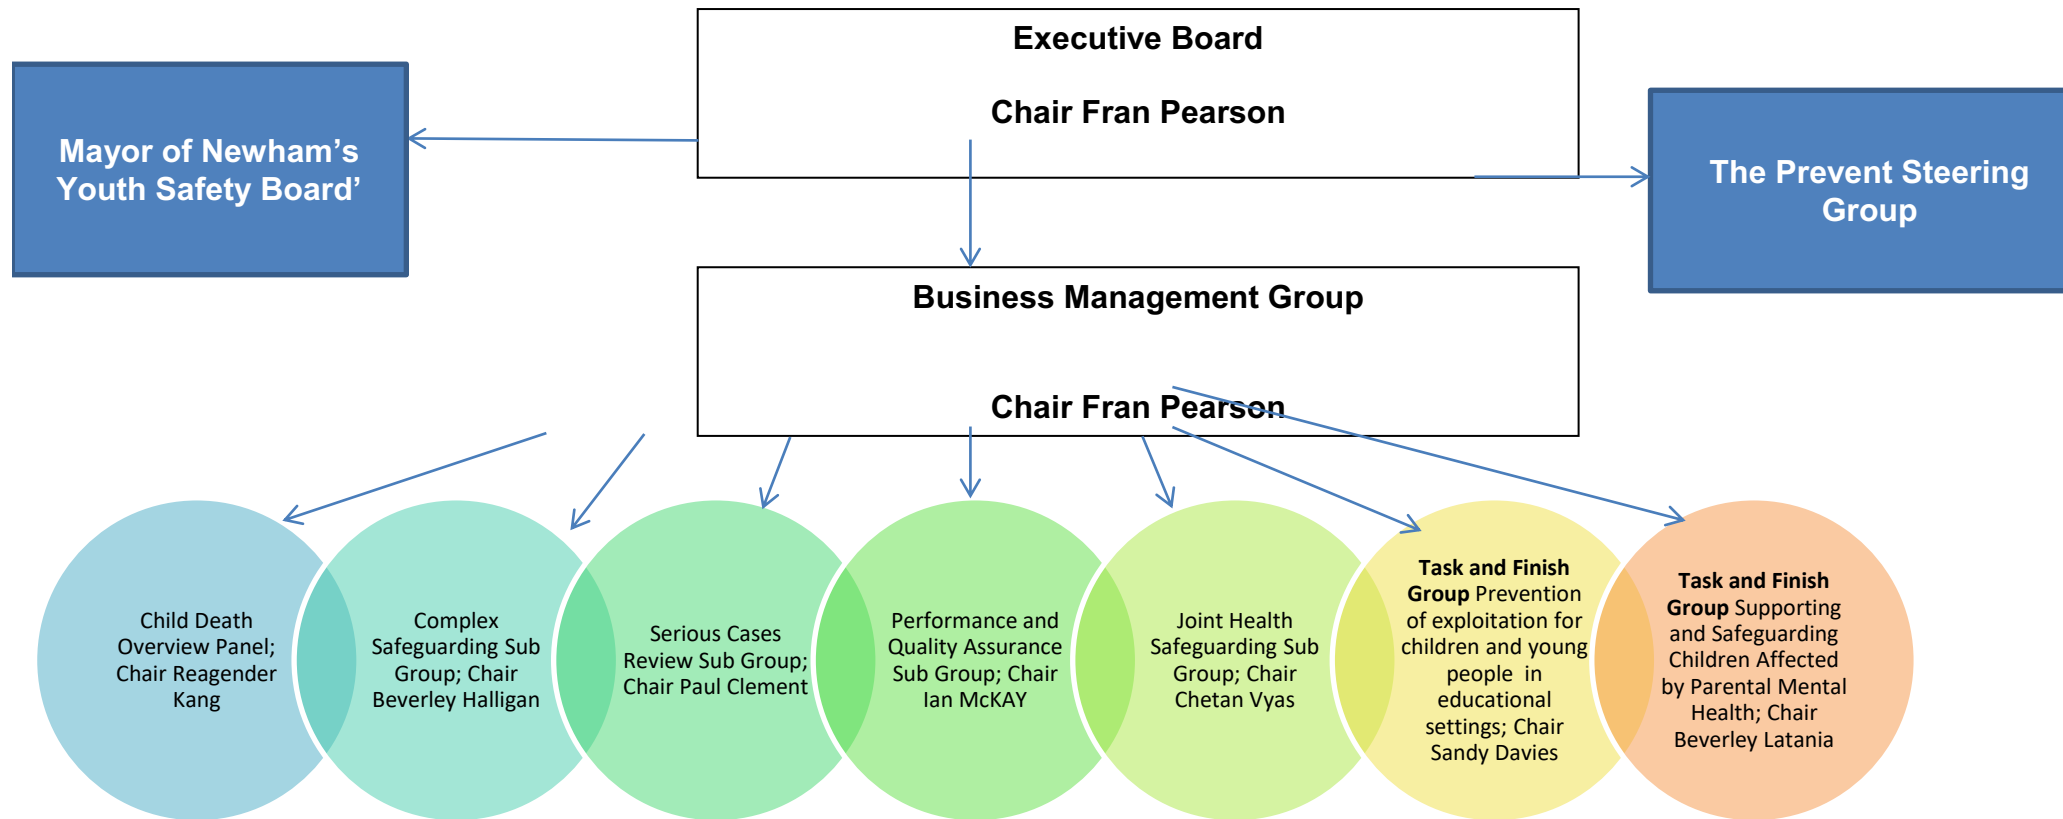 Executive Board
Chair Fran Pearson
Mayor of Newham’s
Youth Safety Board’
The Prevent Steering
Group
Business Management Group
Chair Fran Pearson
Child Death
Overview Panel;
Chair Reagender
Kang
Complex
Safeguarding Sub
Group; Chair
Beverley Halligan
Serious Cases
Review Sub Group;
Chair Paul Clement
Performance and
Quality Assurance
Sub Group; Chair
Ian McKAY
Joint Health
Safeguarding Sub
Group; Chair
Chetan Vyas
Task and Finish
Group Prevention
of exploitation for
children and young
people in
educational
settings; Chair
Sandy Davies
Task and Finish
Group Supporting
and Safeguarding
Children Affected
by Parental Mental
Health; Chair
Beverley Latania